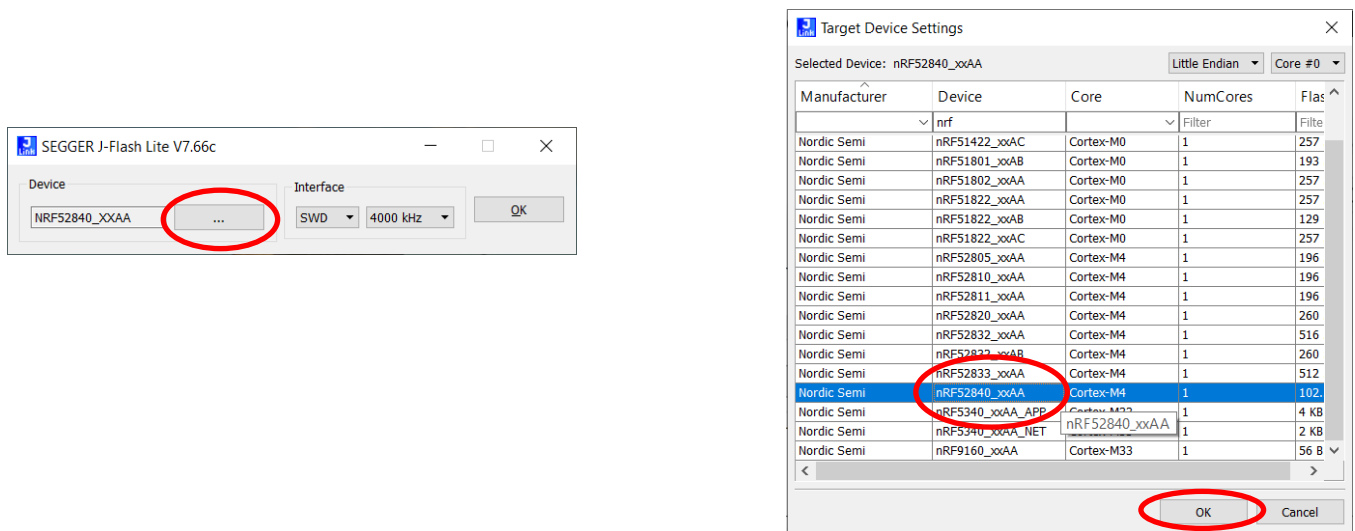 SEGGER J-Flash Lite V7.66c
Device
Interface
NRF52840_XXAA
...
SWD
4000 kHz
OK
Target Device Settings
Selected Device: nRF52840_xxAA
Little Endian
Core #0
Manufacturer Device Core NumCores Flas
nrf Filter Filte
Nordic Semi nRF51422_xxAC Cortex-M0 1 257
Nordic Semi nRF51801_xxAB Cortex-M0 1 193
Nordic Semi nRF51802_xxAA Cortex-M0 1 257
Nordic Semi nRF51822_xxAA Cortex-M0 1 257
Nordic Semi nRF51822_xxAB Cortex-M0 1 129
Nordic Semi nRF51822_xxAC Cortex-M0 1 257
Nordic Semi nRF52805_xxAA Cortex-M4 1 196
Nordic Semi nRF52810_xxAA Cortex-M4 1 196
Nordic Semi nRF52811_xxAA Cortex-M4 1 196
Nordic Semi nRF52820_xxAA Cortex-M4 1 260
Nordic Semi nRF52832_xxAA Cortex-M4 1 516
Nordic Semi nRF52832_xxAB Cortex-M4 1 260
Nordic Semi nRF52833_xxAA Cortex-M4 1 512
Nordic Semi nRF52840_xxAA Cortex-M4 1 102.
Nordic Semi nRF5340_xxAA_APP 1 4 KB
nRF52840_xxAA
Nordic Semi nRF5340_xxAA_NET 1 2 KB
Nordic Semi nRF9160_xxAA Cortex-M33 1 56 B
OK
Cancel